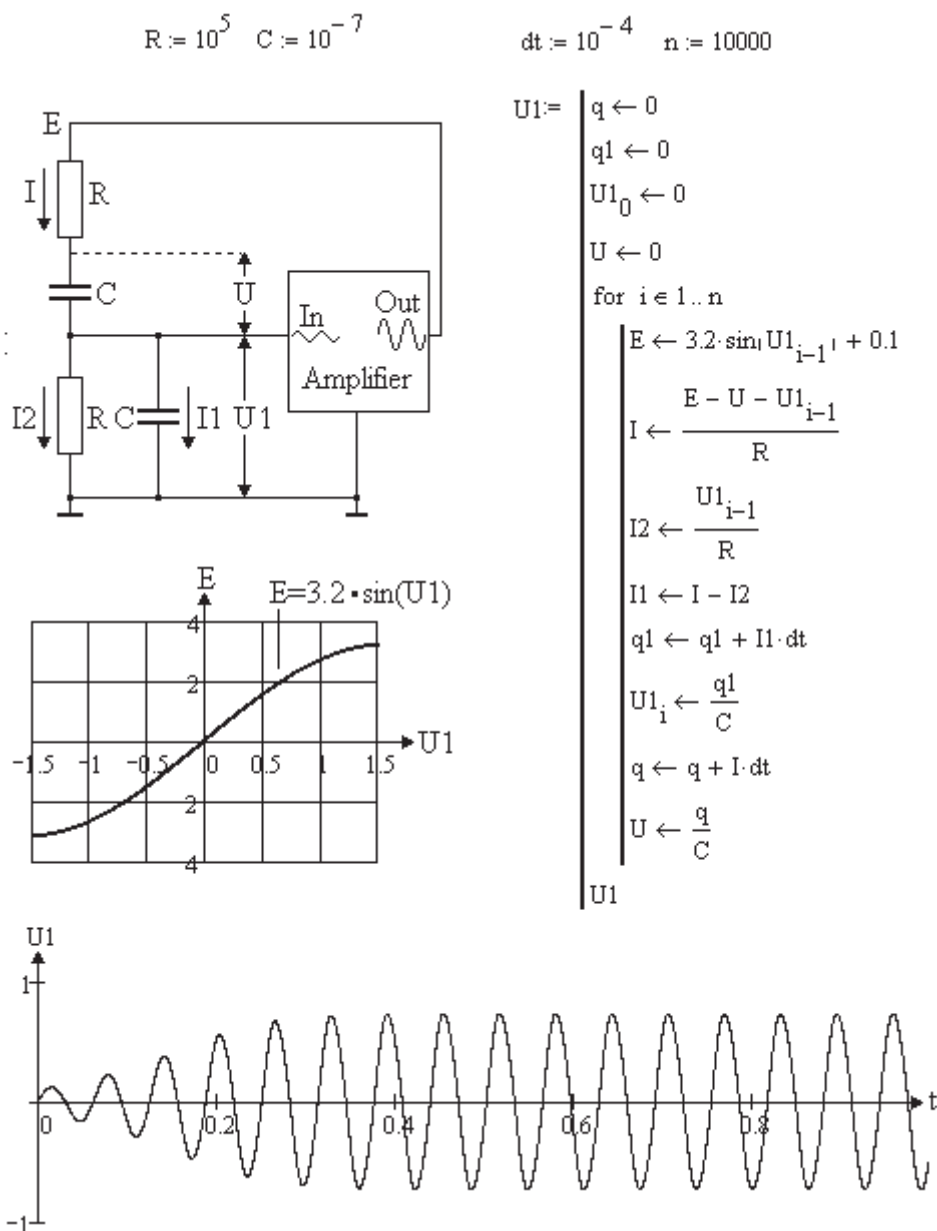 R := 10^5 C := 10^-7 dt := 10^-4 n := 10000
E
I
R
C
U
In
Out
Amplifier
I2
R
C
I1
U1
U1:=
q ← 0
q1 ← 0
U1_0 ← 0
U ← 0
for i ∈ 1.. n
E ← 3.2·sin(U1_i−1) + 0.1
I ← (E − U − U1_i−1)/R
I2 ← U1_i−1/R
I1 ← I − I2
q1 ← q1 + I1·dt
U1_i ← q1/C
q ← q + I·dt
U ← q/C
U1
E
E=3.2•sin(U1)
4
2
U1
−1.5 −1 −0.5 0 0.5 1 1.5
2
4
U1
1
t
0 0.2 0.4 0.6 0.8
−1